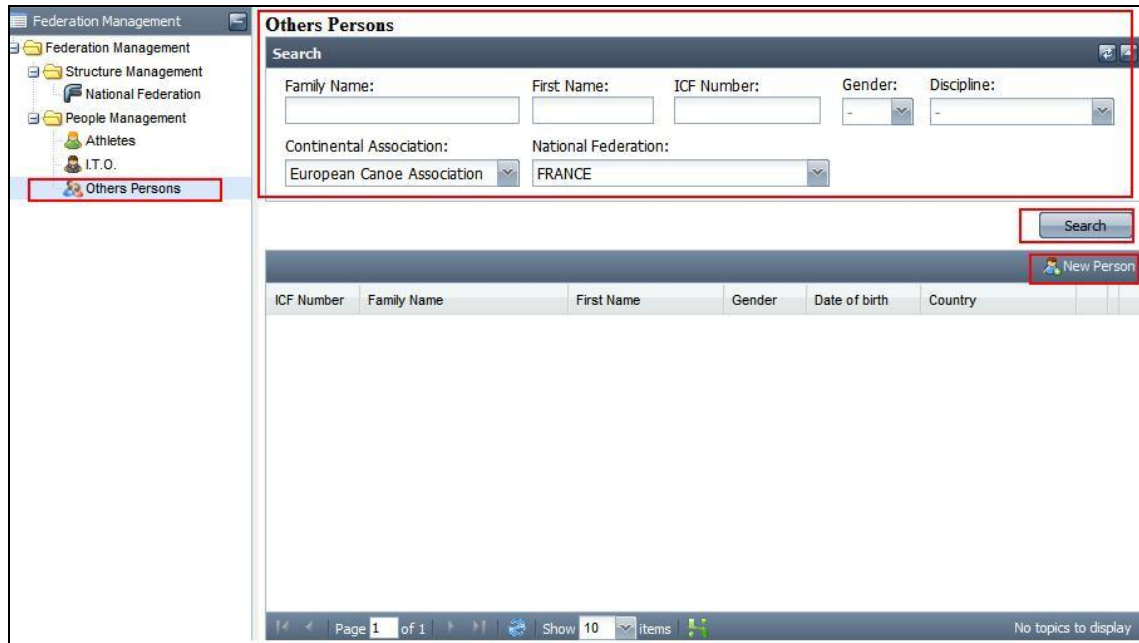 Federation Management
Federation Management
Structure Management
National Federation
People Management
Athletes
I.T.O.
Others Persons
Others Persons
Search
Family Name: First Name: ICF Number: Gender: Discipline:
- -
Continental Association: National Federation:
European Canoe Association FRANCE
Search
New Person
ICF Number Family Name First Name Gender Date of birth Country
Page 1 of 1 Show 10 items No topics to display